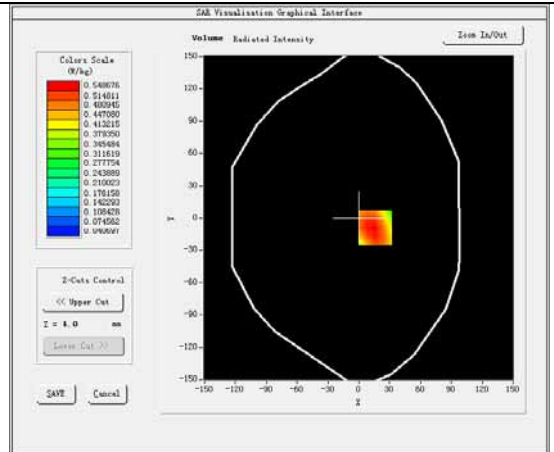 SAR Visualisation Graphical Interface
Volume Radiated Intensity
Zoom In/Out
Colors Scale
(W/kg)
0.548676
0.514811
0.480945
0.447080
0.413215
0.379350
0.345484
0.311619
0.277754
0.243889
0.210023
0.176158
0.142293
0.108428
0.074562
Z-Cuts Control
<< Upper Cut
Z = 4.0 mm
Lower Cut >>
SAVE Cancel
150
120
90
60
30
0
-30
-60
-90
-120
-150
Y
-150 -120 -90 -60 -30 0 30 60 90 120 150
X